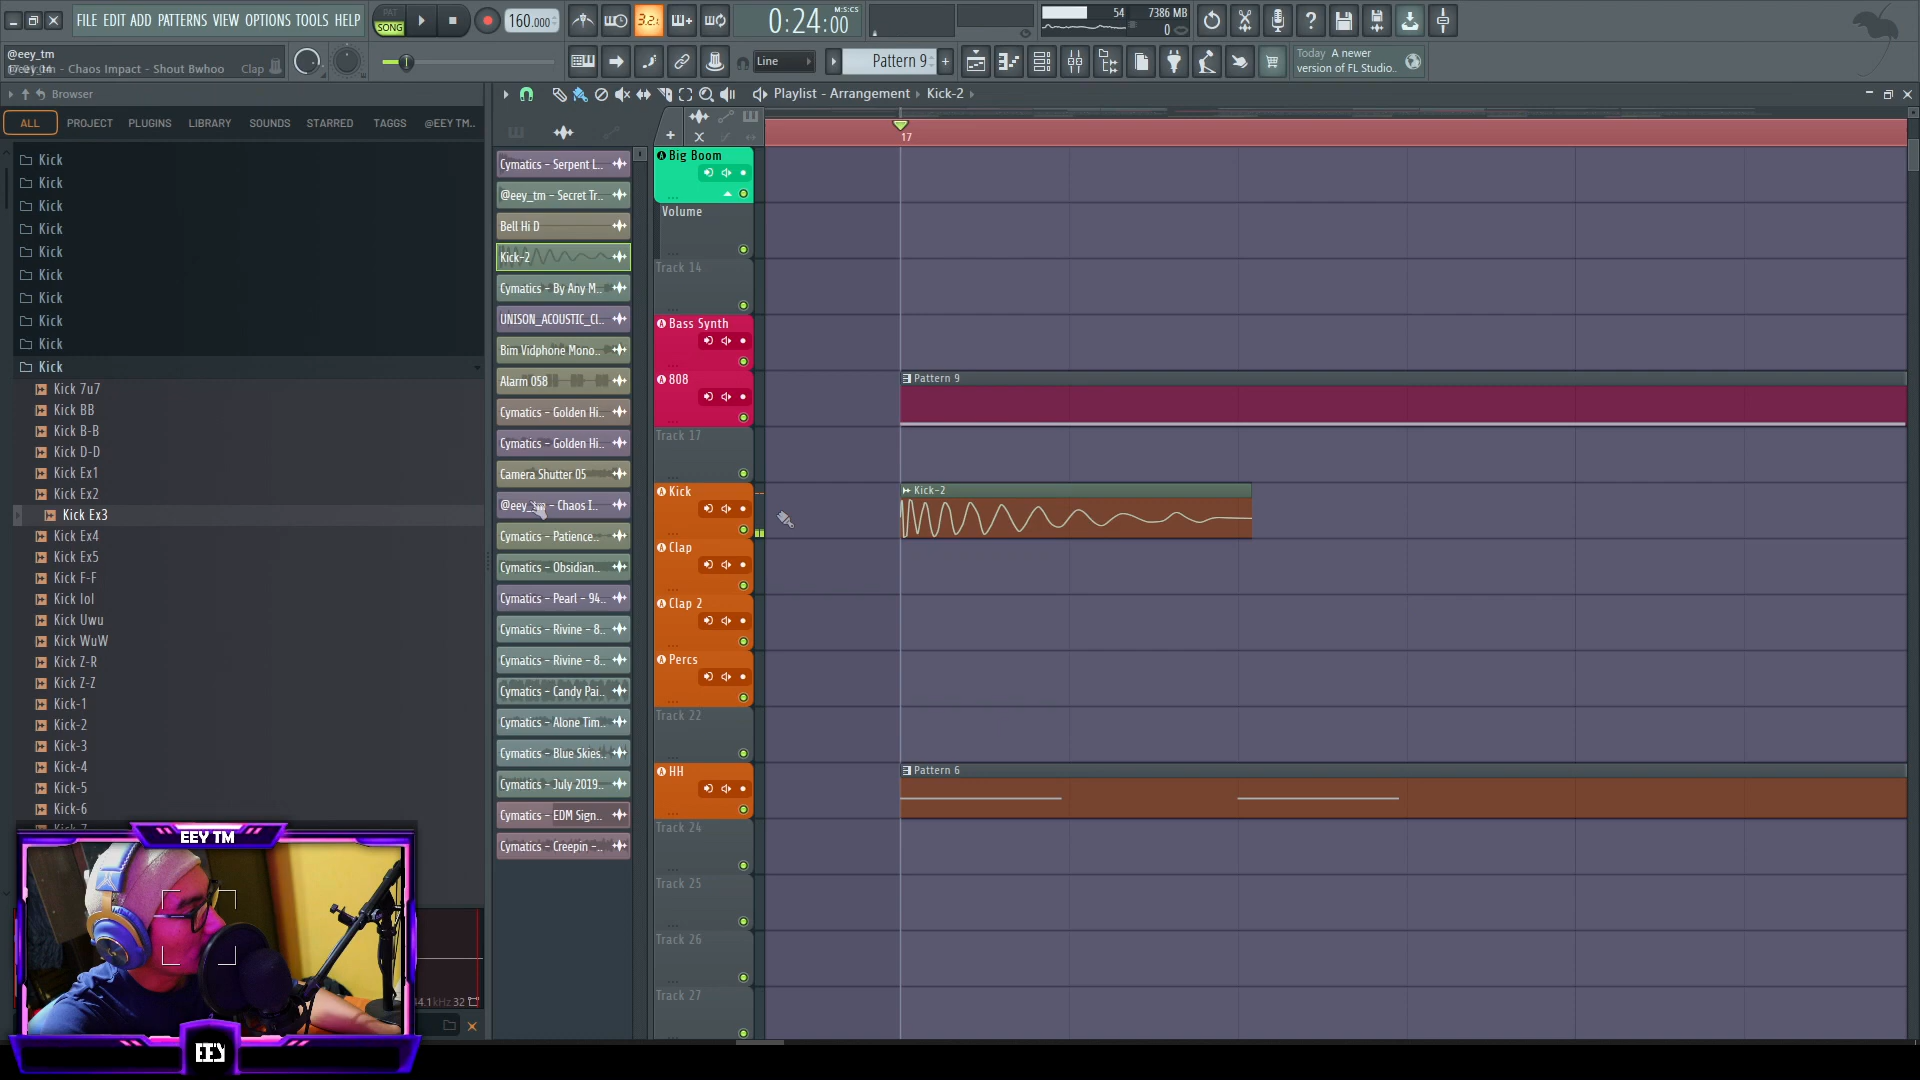 FILE EDIT ADD PATTERNS VIEW OPTIONS TOOLS HELP
PAT
SONG
160.000
3.2.
0:24:00
M:S:CS
54
7386 MB
0
@eey_tm
- Chaos Impact - Shout Bwhoo
Clap
Line
Pattern 9
+
Today A newer
version of FL Studio..
Browser
ALL
PROJECT
PLUGINS
LIBRARY
SOUNDS
STARRED
TAGGS
@EEY TM..
Kick
Kick
Kick
Kick
Kick
Kick
Kick
Kick
Kick
Kick
Kick 7u7
Kick BB
Kick B-B
Kick D-D
Kick Ex1
Kick Ex2
Kick Ex3
Kick Ex4
Kick Ex5
Kick F-F
Kick lol
Kick Uwu
Kick WuW
Kick Z-R
Kick Z-Z
Kick-1
Kick-2
Kick-3
Kick-4
Kick-5
Kick-6
EEY TM
EEY
32
Playlist - Arrangement
Kick-2
17
Cymatics - Serpent L..
@eey_tm - Secret Tr..
Bell Hi D
Kick-2
Cymatics - By Any M..
UNISON_ACOUSTIC_Cl..
Bim Vidphone Mono..
Alarm 058
Cymatics - Golden Hi..
Cymatics - Golden Hi..
Camera Shutter 05
@eey_tm - Chaos I..
Cymatics - Patience..
Cymatics - Obsidian..
Cymatics - Pearl - 94..
Cymatics - Rivine - 8..
Cymatics - Rivine - 8..
Cymatics - Candy Pai..
Cymatics - Alone Tim..
Cymatics - Blue Skies..
Cymatics - July 2019..
Cymatics - EDM Sign..
Cymatics - Creepin -..
Big Boom
Volume
Track 14
Bass Synth
808
Track 17
Kick
Clap
Clap 2
Percs
Track 22
HH
Track 24
Track 25
Track 26
Track 27
Pattern 9
Kick-2
Pattern 6